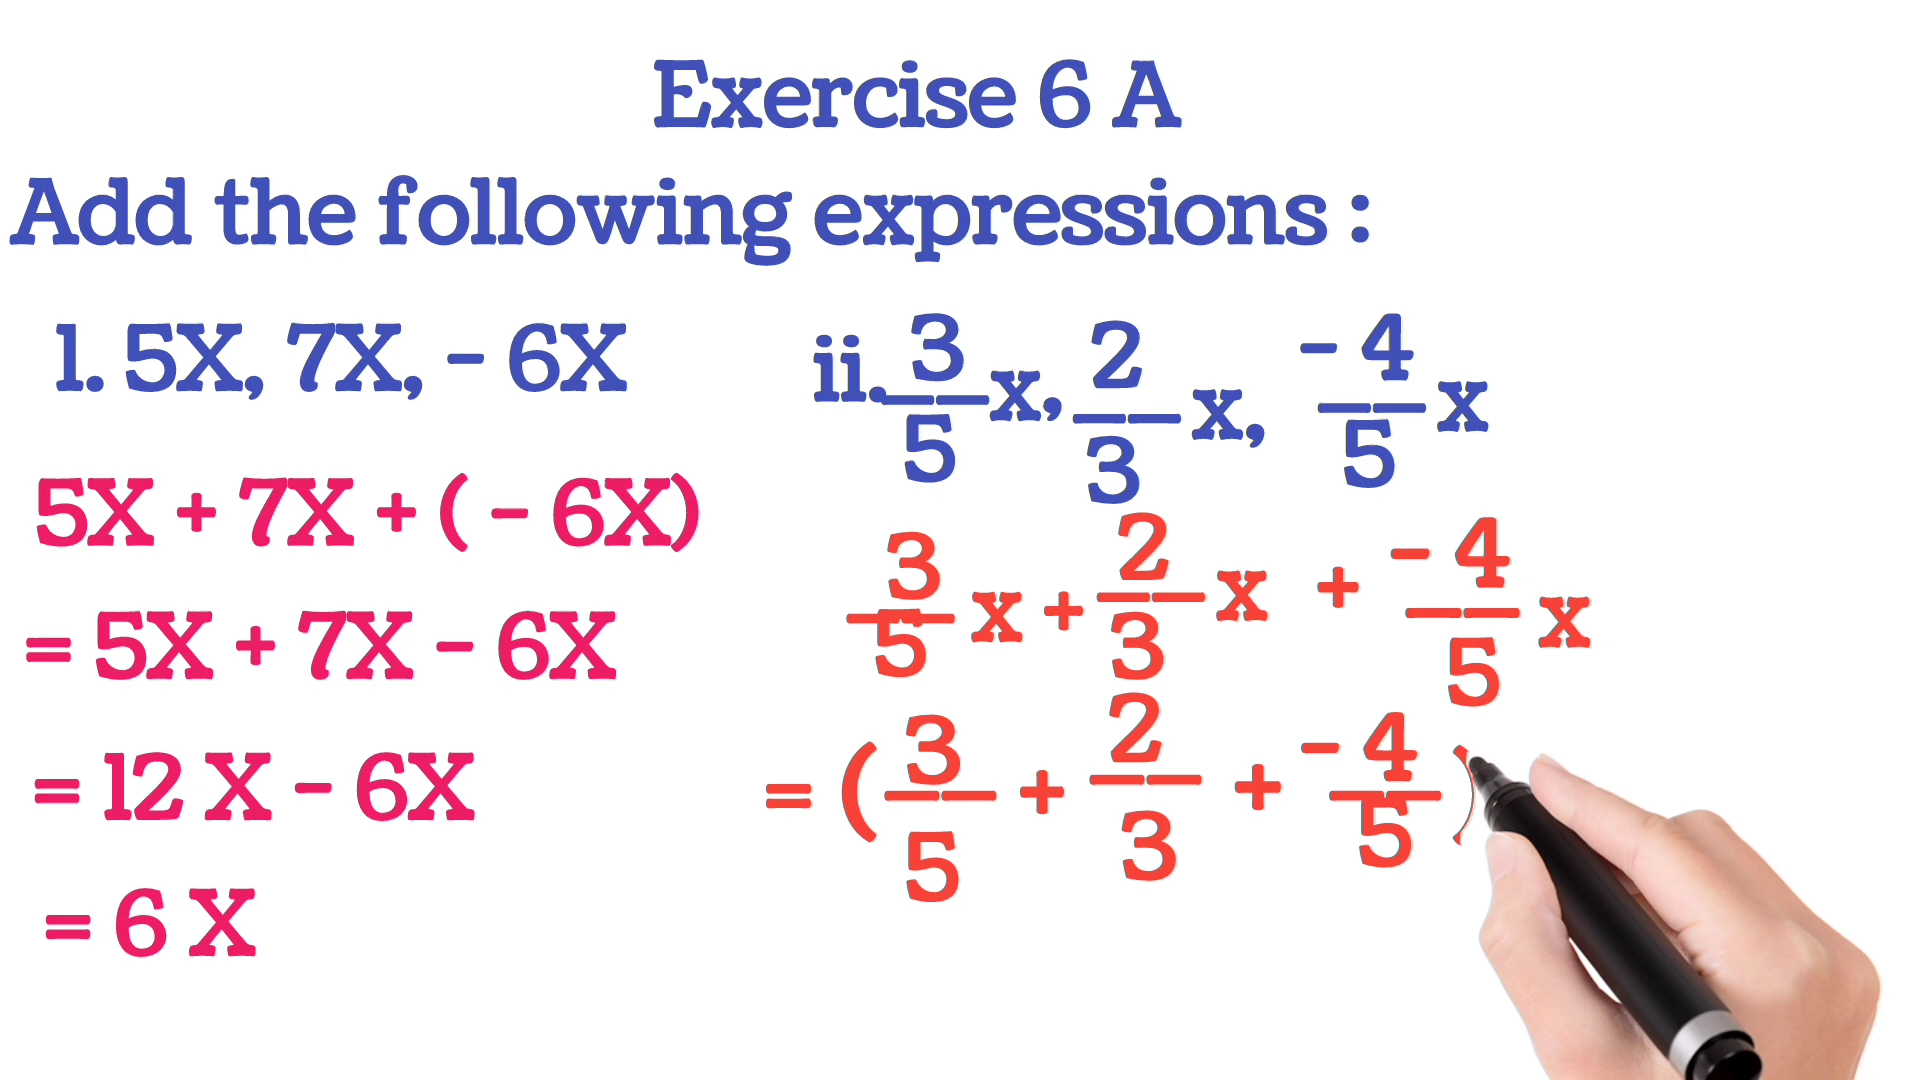 Exercise 6 A
Add the following expressions :
1. 5X, 7X, - 6X
5X + 7X + ( - 6X)
= 5X + 7X - 6X
= 12 X - 6X
= 6 X
ii. 3/5 x, 2/3 x, -4/5 x
3/5 x + 2/3 x + -4/5 x
= ( 3/5 + 2/3 + -4/5 )